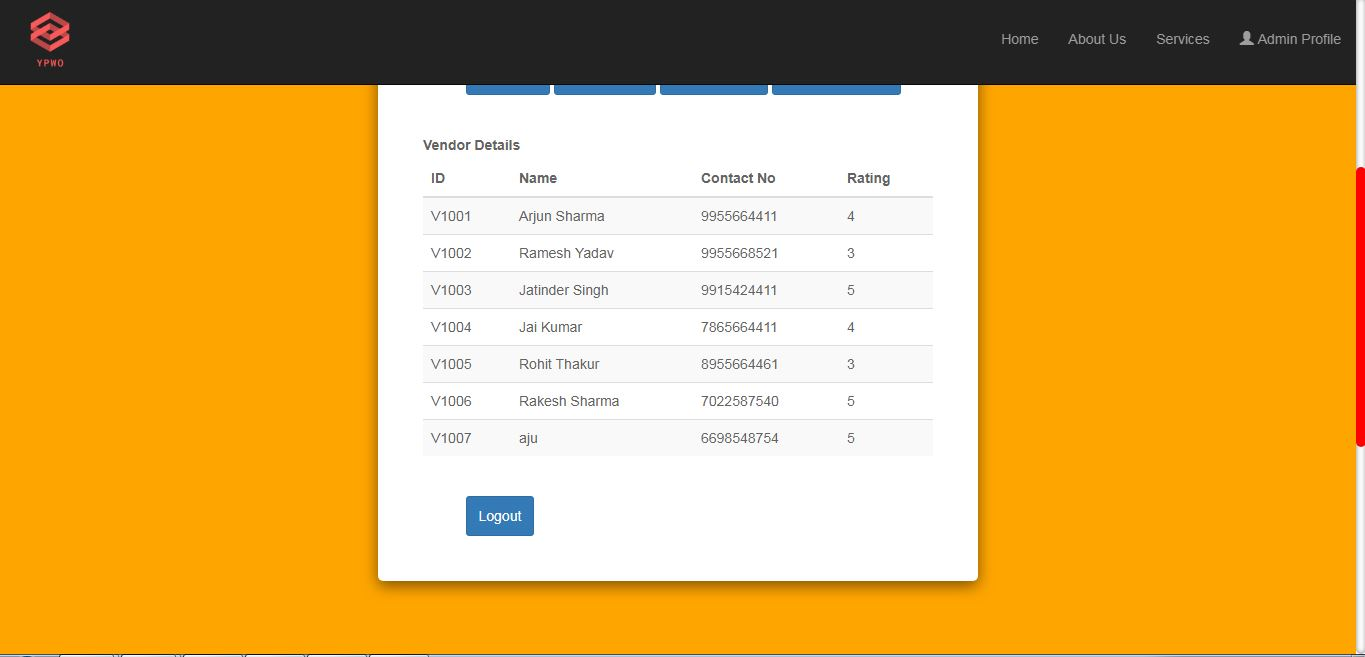 YPWO
Home About Us Services Admin Profile
Vendor Details
ID Name Contact No Rating
V1001 Arjun Sharma 9955664411 4
V1002 Ramesh Yadav 9955668521 3
V1003 Jatinder Singh 9915424411 5
V1004 Jai Kumar 7865664411 4
V1005 Rohit Thakur 8955664461 3
V1006 Rakesh Sharma 7022587540 5
V1007 aju 6698548754 5
Logout